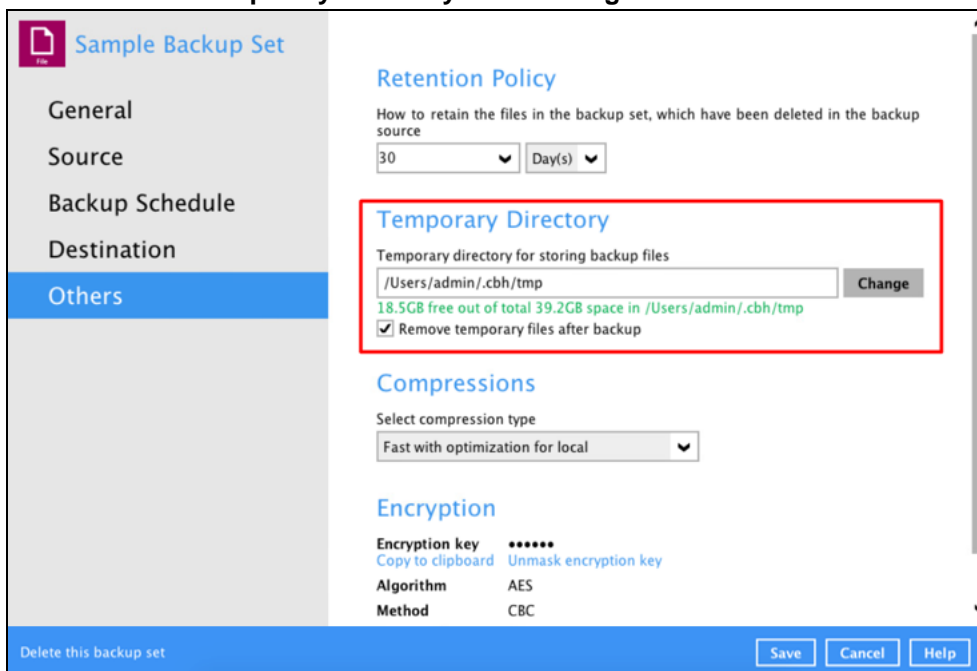 Sample Backup Set
File
General
Source
Backup Schedule
Destination
Others
Retention Policy
How to retain the files in the backup set, which have been deleted in the backup
source
30 Day(s)
Temporary Directory
Temporary directory for storing backup files
/Users/admin/.cbh/tmp Change
18.5GB free out of total 39.2GB space in /Users/admin/.cbh/tmp
Remove temporary files after backup
Compressions
Select compression type
Fast with optimization for local
Encryption
Encryption key ••••••
Copy to clipboard Unmask encryption key
Algorithm AES
Method CBC
Delete this backup set Save Cancel Help